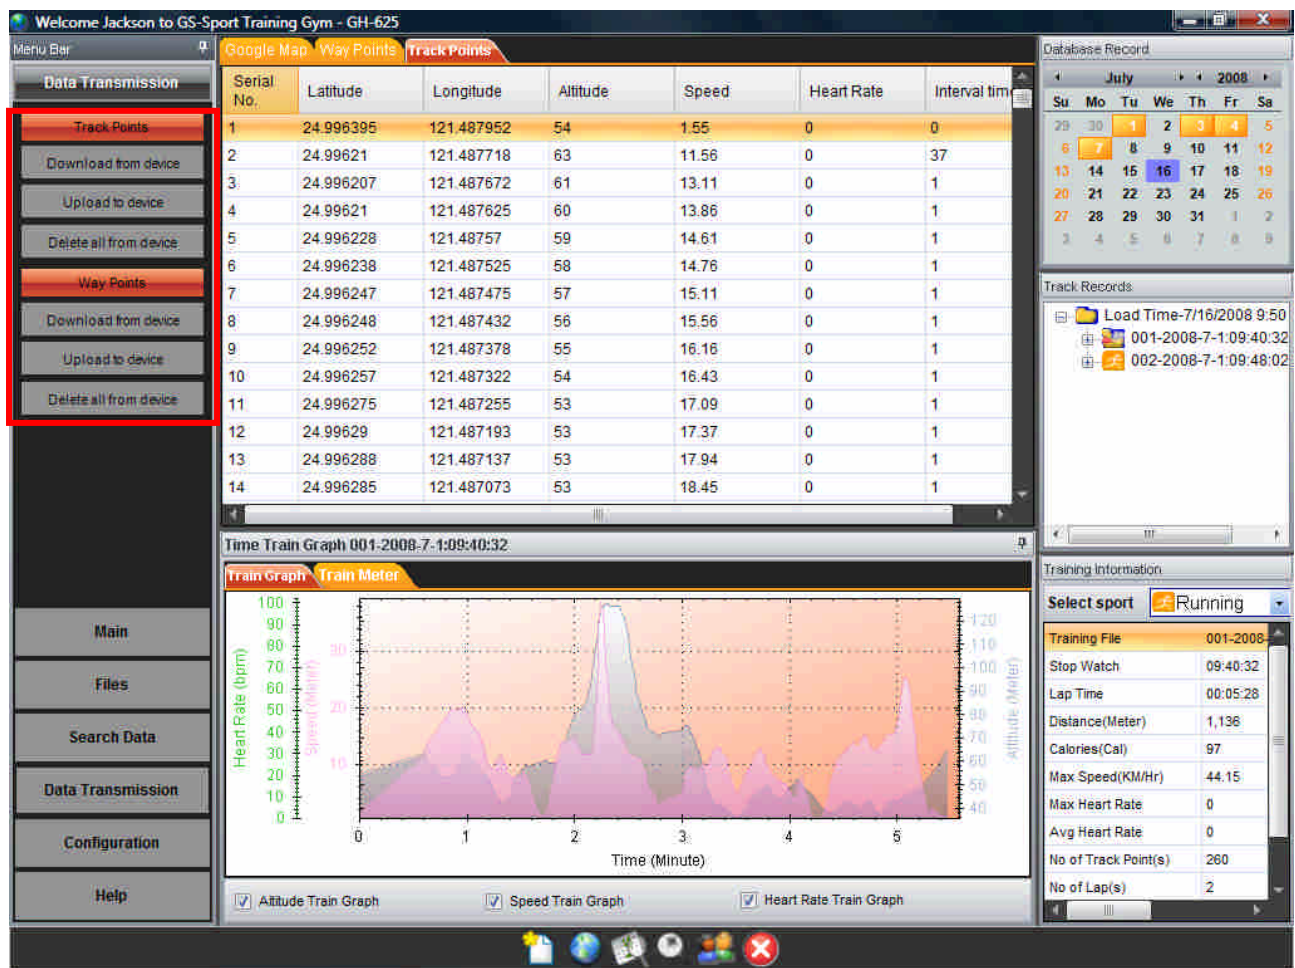 Welcome Jackson to GS-Sport Training Gym - GH-625
Menu Bar
Data Transmission
Track Points
Download from device
Upload to device
Delete all from device
Way Points
Download from device
Upload to device
Delete all from device
Main
Files
Search Data
Data Transmission
Configuration
Help
Google Map Way Points Track Points
Serial No. Latitude Longitude Altitude Speed Heart Rate Interval tim
1 24.996395 121.487952 54 1.55 0 0
2 24.99621 121.487718 63 11.56 0 37
3 24.996207 121.487672 61 13.11 0 1
4 24.99621 121.487625 60 13.86 0 1
5 24.996228 121.48757 59 14.61 0 1
6 24.996238 121.487525 58 14.76 0 1
7 24.996247 121.487475 57 15.11 0 1
8 24.996248 121.487432 56 15.56 0 1
9 24.996252 121.487378 55 16.16 0 1
10 24.996257 121.487322 54 16.43 0 1
11 24.996275 121.487255 53 17.09 0 1
12 24.99629 121.487193 53 17.37 0 1
13 24.996288 121.487137 53 17.94 0 1
14 24.996285 121.487073 53 18.45 0 1
Time Train Graph 001-2008-7-1:09:40:32
Train Graph Train Meter
Heart Rate (bpm)
100
90
80
70
60
50
40
30
20
10
0
Speed (Meter)
30
20
10
120
110
100
90
80
70
60
50
40
Altitude (Meter)
0 1 2 3 4 5
Time (Minute)
Altitude Train Graph Speed Train Graph Heart Rate Train Graph
Database Record
July 2008
Su Mo Tu We Th Fr Sa
29 30 1 2 3 4 5
6 7 8 9 10 11 12
13 14 15 16 17 18 19
20 21 22 23 24 25 26
27 28 29 30 31 1 2
3 4 5 6 7 8 9
Track Records
Load Time-7/16/2008 9:50
001-2008-7-1:09:40:32
002-2008-7-1:09:48:02
Training Information
Select sport Running
Training File 001-2008-
Stop Watch 09:40:32
Lap Time 00:05:28
Distance(Meter) 1,136
Calories(Cal) 97
Max Speed(KM/Hr) 44.15
Max Heart Rate 0
Avg Heart Rate 0
No of Track Point(s) 260
No of Lap(s) 2